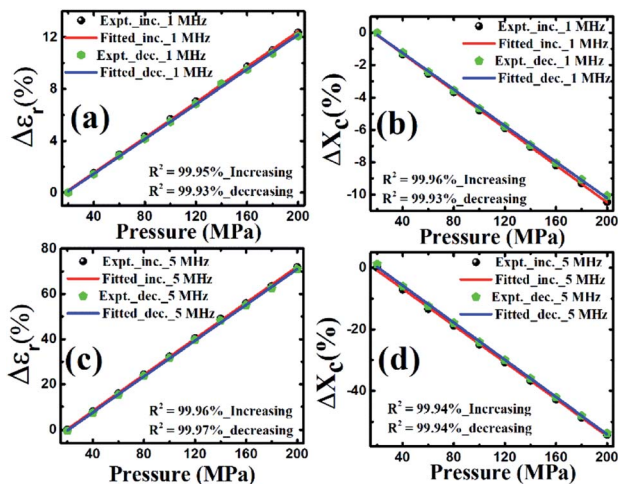 Expt._inc._1 MHz
Fitted_inc._1 MHz
Expt._dec._1 MHz
Fitted_dec._1 MHz
(a)
R² = 99.95%_Increasing
R² = 99.93%_decreasing
Δεr(%)
12
8
4
0
40 80 120 160 200
Pressure (MPa)
Expt._inc._1 MHz
Fitted_inc._1 MHz
Expt._dec._1 MHz
Fitted_dec._1 MHz
(b)
R² = 99.96%_Increasing
R² = 99.93%_decreasing
ΔXc(%)
0
-2
-4
-6
-8
-10
40 80 120 160 200
Pressure (MPa)
Expt._inc._5 MHz
Fitted_inc._5 MHz
Expt._dec._5 MHz
Fitted_dec._5 MHz
(c)
R² = 99.96%_Increasing
R² = 99.97%_decreasing
Δεr(%)
80
60
40
20
0
40 80 120 160 200
Pressure (MPa)
Expt._inc._5 MHz
Fitted_inc._5 MHz
Expt._dec._5 MHz
Fitted_dec._5 MHz
(d)
R² = 99.94%_Increasing
R² = 99.94%_decreasing
ΔXc(%)
0
-20
-40
40 80 120 160 200
Pressure (MPa)